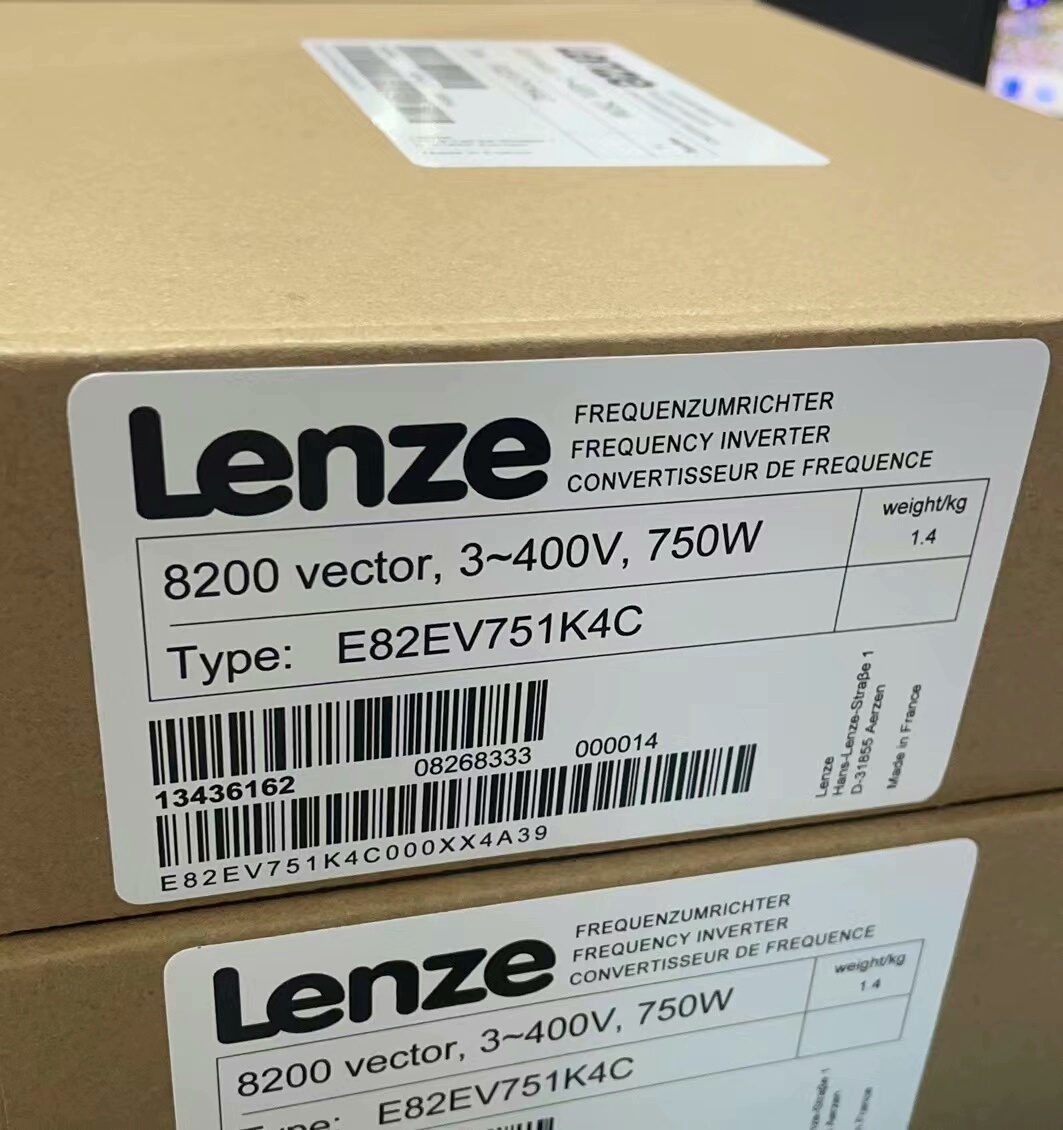 Lenze
FREQUENZUMRICHTER
FREQUENCY INVERTER
CONVERTISSEUR DE FREQUENCE
8200 vector, 3~400V, 750W
weight/kg
1.4
Type: E82EV751K4C
13436162
08268333
000014
E82EV751K4C000XX4A39
Lenze
Hans-Lenze-Straße 1
D-31855 Aerzen
Made in France
Lenze
FREQUENZUMRICHTER
FREQUENCY INVERTER
CONVERTISSEUR DE FREQUENCE
8200 vector, 3~400V, 750W
weight/kg
1.4
E82EV751K4C